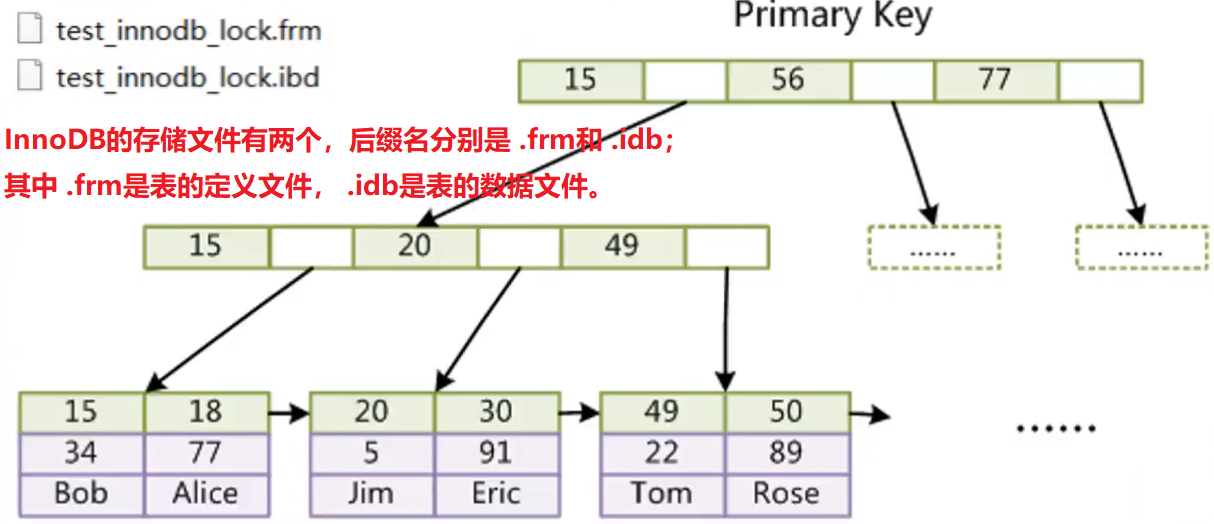 test_innodb_lock.frm
test_innodb_lock.ibd
Primary Key
15 56 77
InnoDB的存储文件有两个，后缀名分别是 .frm和 .idb；
其中 .frm是表的定义文件， .idb是表的数据文件。
15 20 49
...... ......
15 18 20 30 49 50
34 77 5 91 22 89
Bob Alice Jim Eric Tom Rose
......